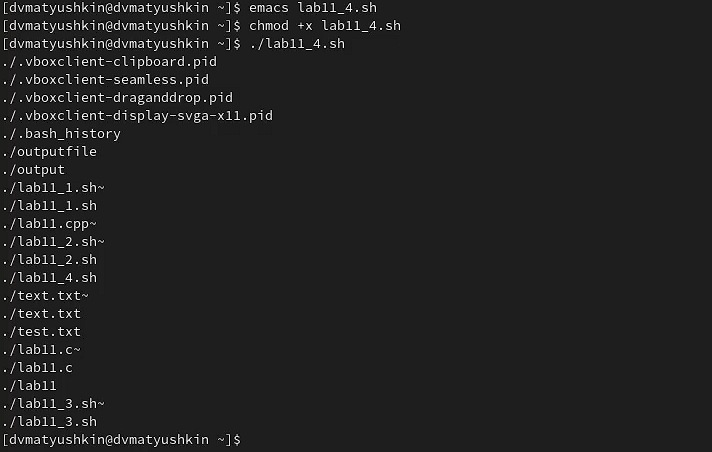 [dvmatyushkin@dvmatyushkin ~]$ emacs lab11_4.sh
[dvmatyushkin@dvmatyushkin ~]$ chmod +x lab11_4.sh
[dvmatyushkin@dvmatyushkin ~]$ ./lab11_4.sh
./.vboxclient-clipboard.pid
./.vboxclient-seamless.pid
./.vboxclient-draganddrop.pid
./.vboxclient-display-svga-x11.pid
./.bash_history
./outputfile
./output
./lab11_1.sh~
./lab11_1.sh
./lab11.cpp~
./lab11_2.sh~
./lab11_2.sh
./lab11_4.sh
./text.txt~
./text.txt
./test.txt
./lab11.c~
./lab11.c
./lab11
./lab11_3.sh~
./lab11_3.sh
[dvmatyushkin@dvmatyushkin ~]$